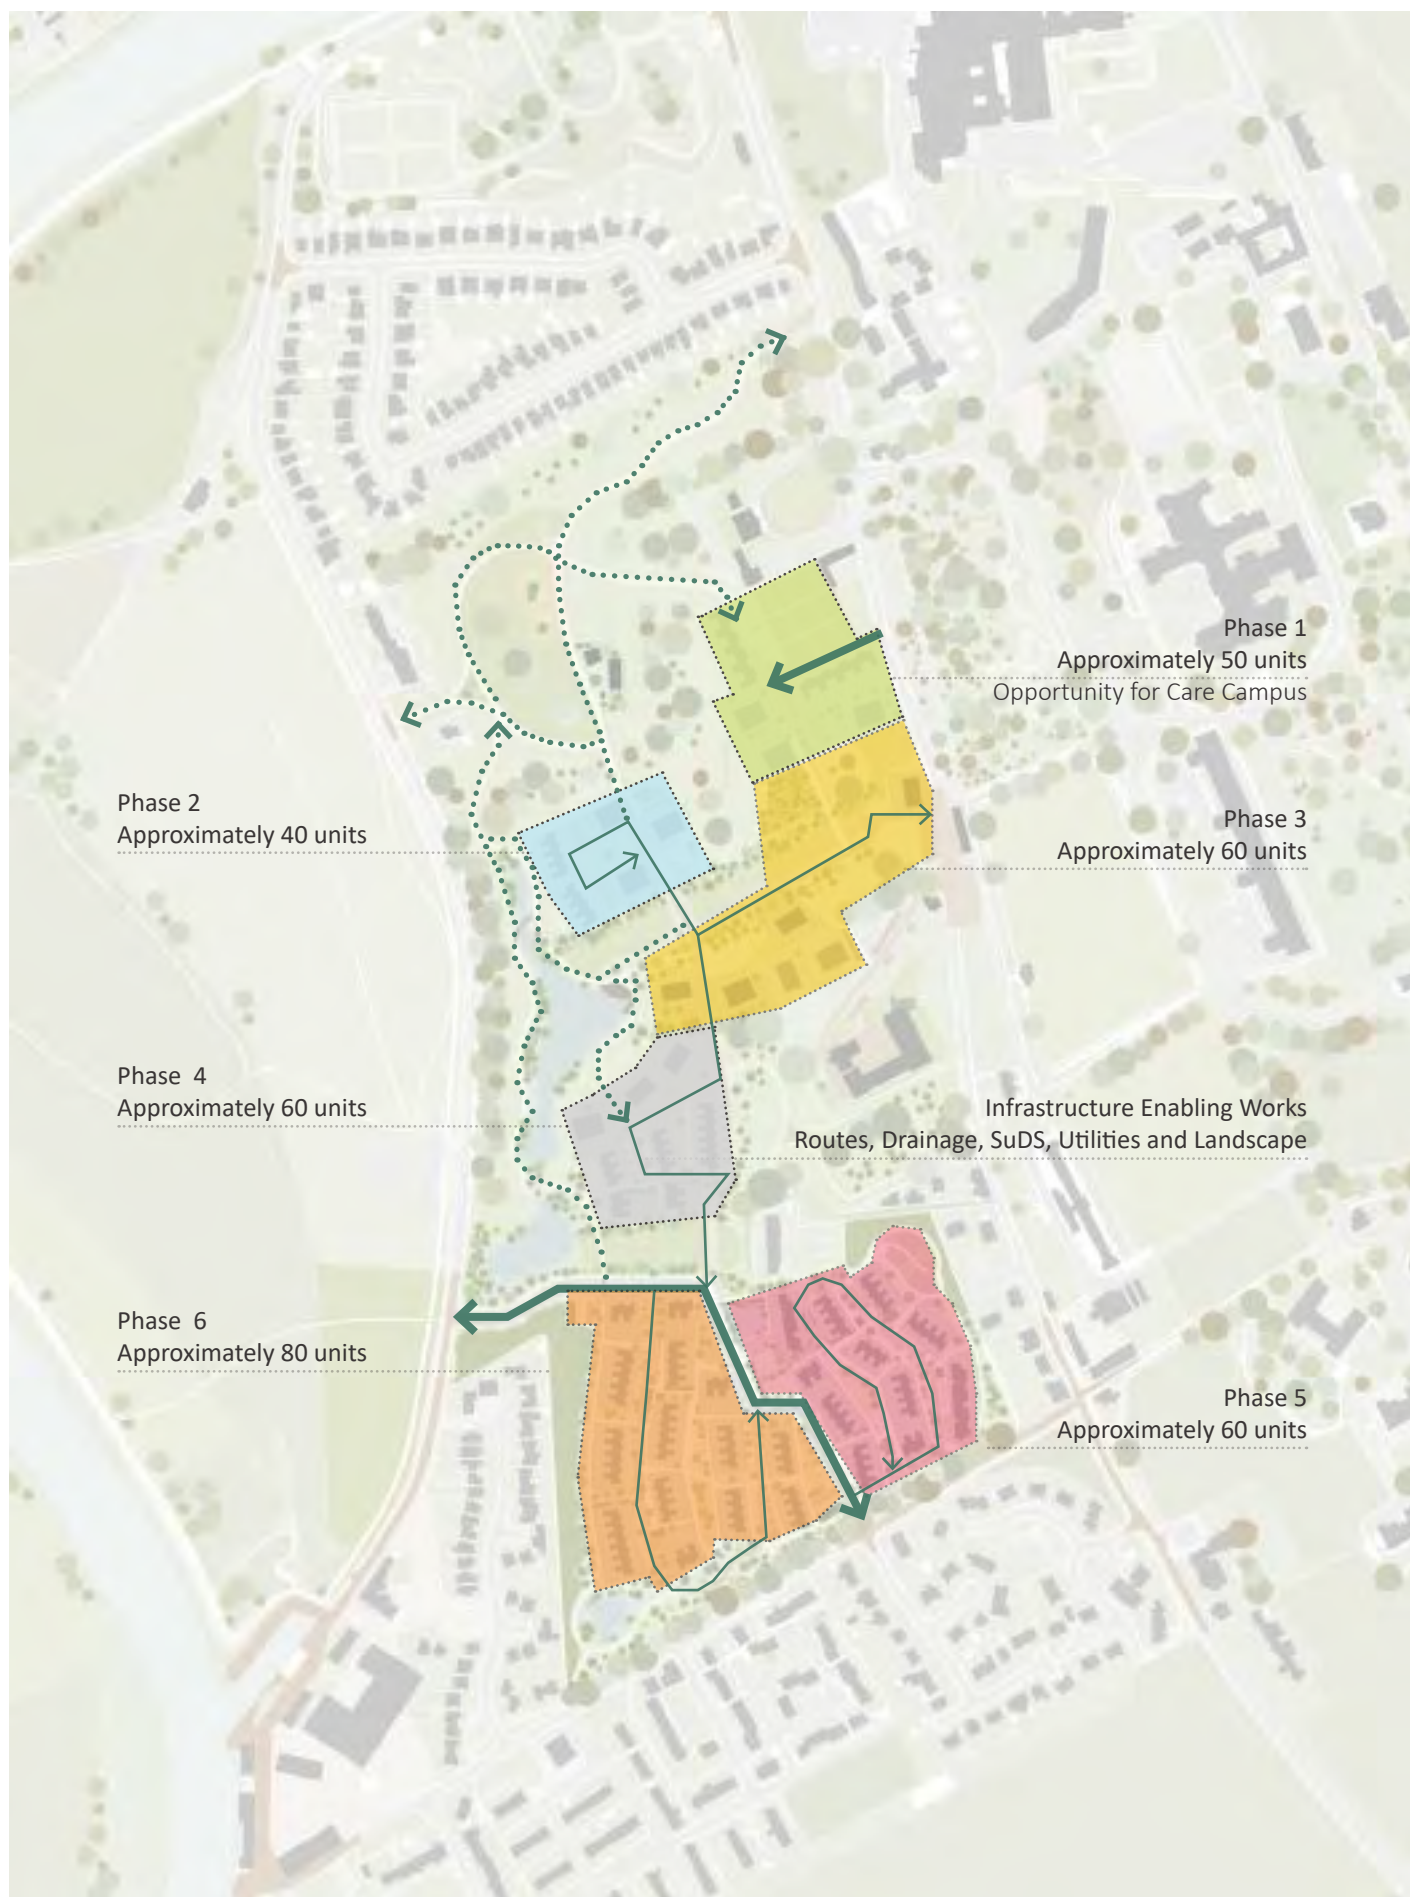 Phase 1
Approximately 50 units
Opportunity for Care Campus
Phase 2
Approximately 40 units
Phase 3
Approximately 60 units
Phase 4
Approximately 60 units
Infrastructure Enabling Works
Routes, Drainage, SuDS, Utilities and Landscape
Phase 6
Approximately 80 units
Phase 5
Approximately 60 units